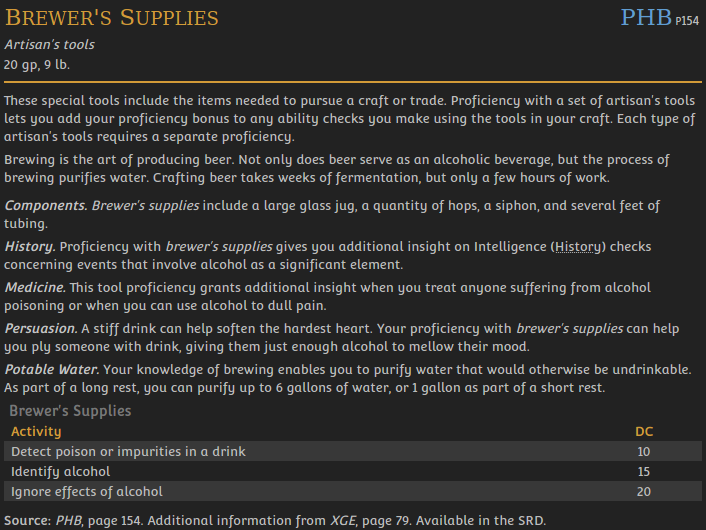 Brewer's Supplies PHB P154
Artisan's tools
20 gp, 9 lb.
These special tools include the items needed to pursue a craft or trade. Proficiency with a set of artisan's tools
lets you add your proficiency bonus to any ability checks you make using the tools in your craft. Each type of
artisan's tools requires a separate proficiency.
Brewing is the art of producing beer. Not only does beer serve as an alcoholic beverage, but the process of
brewing purifies water. Crafting beer takes weeks of fermentation, but only a few hours of work.
Components. Brewer's supplies include a large glass jug, a quantity of hops, a siphon, and several feet of
tubing.
History. Proficiency with brewer's supplies gives you additional insight on Intelligence (History) checks
concerning events that involve alcohol as a significant element.
Medicine. This tool proficiency grants additional insight when you treat anyone suffering from alcohol
poisoning or when you can use alcohol to dull pain.
Persuasion. A stiff drink can help soften the hardest heart. Your proficiency with brewer's supplies can help
you ply someone with drink, giving them just enough alcohol to mellow their mood.
Potable Water. Your knowledge of brewing enables you to purify water that would otherwise be undrinkable.
As part of a long rest, you can purify up to 6 gallons of water, or 1 gallon as part of a short rest.
Brewer's Supplies
Activity DC
Detect poison or impurities in a drink 10
Identify alcohol 15
Ignore effects of alcohol 20
Source: PHB, page 154. Additional information from XGE, page 79. Available in the SRD.